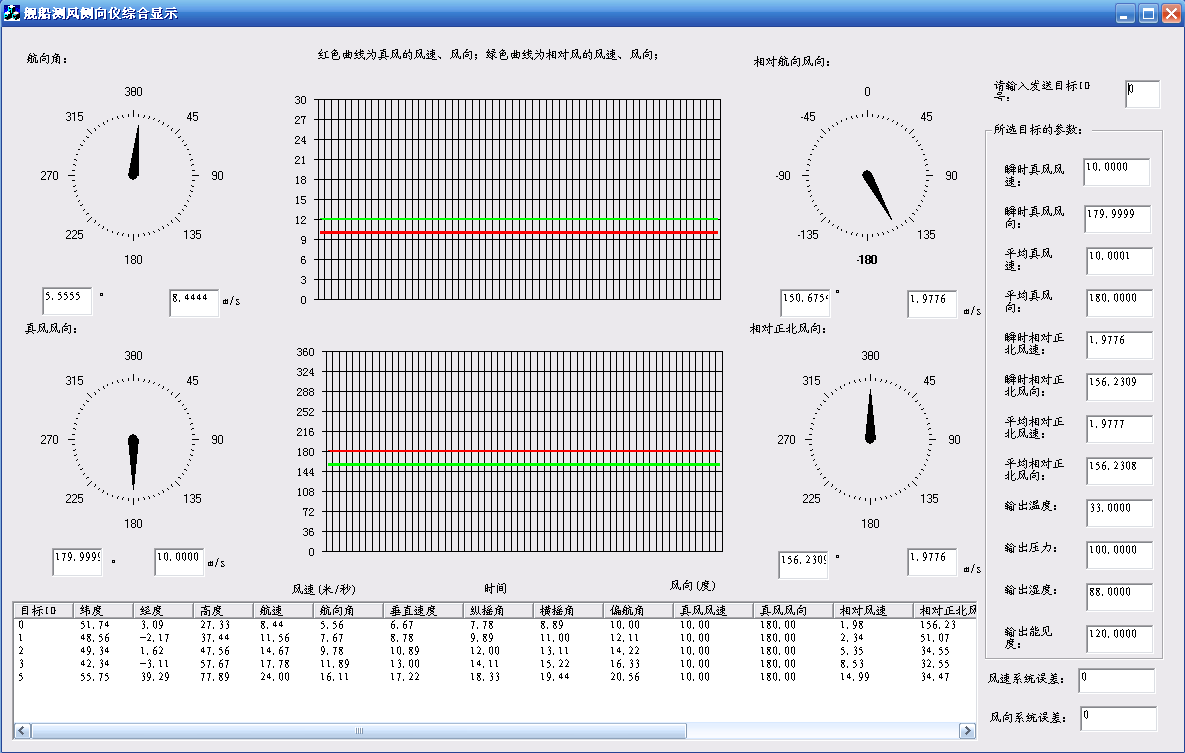 舰船测风侧向仪综合显示
航向角:
380
315
45
270
90
225
135
180
5.5555 °
8.4444 m/s
红色曲线为真风的风速、风向; 绿色曲线为相对风的风速、风向;
30
27
24
21
18
15
12
9
6
3
0
相对航向风向:
0
-45
45
-90
90
-135
135
-180
150.675 °
1.9776 m/s
真风风向:
380
315
45
270
90
225
135
180
179.999 °
10.0000 m/s
360
324
288
252
216
180
144
108
72
36
0
相对正北风向:
380
315
45
270
90
225
135
180
156.230 °
1.9776 m/s
风速(米/秒)
时间
风向(度)
请输入发送目标ID
号: 0
所选目标的参数:
瞬时真风风
速: 10.0000
瞬时真风风
向: 179.9999
平均真风
速: 10.0001
平均真风
向: 180.0000
瞬时相对正
北风速: 1.9776
瞬时相对正
北风向: 156.2309
平均相对正
北风速: 1.9777
平均相对正
北风向: 156.2308
输出温度: 33.0000
输出压力: 100.0000
输出湿度: 88.0000
输出能见
度: 120.0000
风速系统误差: 0
风向系统误差: 0
目标ID 纬度 经度 高度 航速 航向角 垂直速度 纵摇角 横摇角 偏航角 真风风速 真风风向 相对风速 相对正北风
0 51.74 3.09 27.33 8.44 5.56 6.67 7.78 8.89 10.00 10.00 180.00 1.98 156.23
1 48.56 -2.17 37.44 11.56 7.67 8.78 9.89 11.00 12.11 10.00 180.00 2.34 51.07
2 49.34 1.62 47.56 14.67 9.78 10.89 12.00 13.11 14.22 10.00 180.00 5.35 34.55
3 42.34 -3.11 57.67 17.78 11.89 13.00 14.11 15.22 16.33 10.00 180.00 8.53 32.55
5 55.75 39.29 77.89 24.00 16.11 17.22 18.33 19.44 20.56 10.00 180.00 14.99 34.47